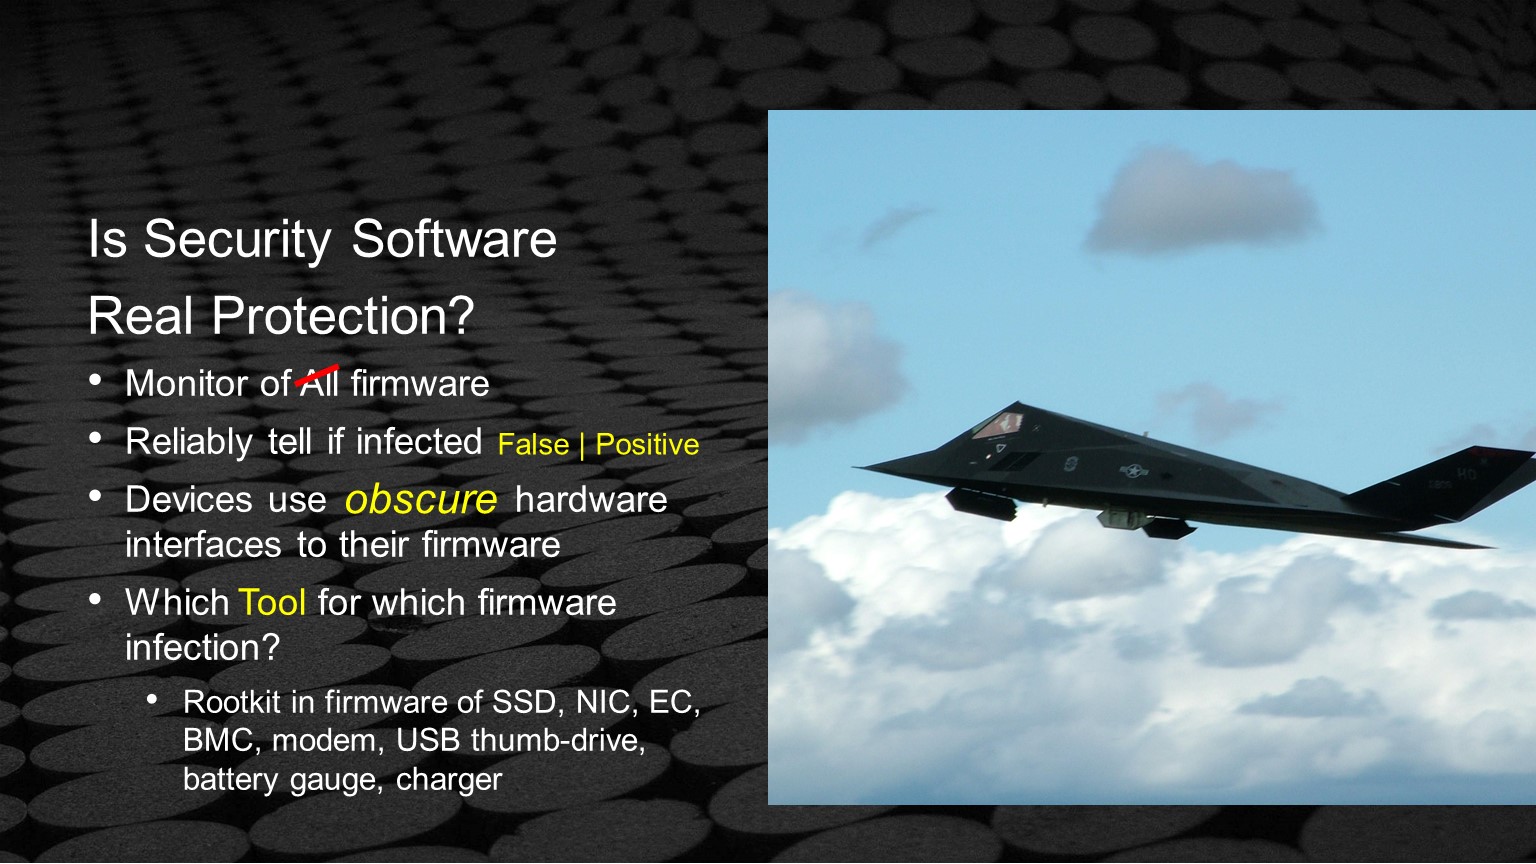 Is Security Software
Real Protection?
• Monitor of All firmware
• Reliably tell if infected False | Positive
• Devices use obscure hardware
interfaces to their firmware
• Which Tool for which firmware
infection?
• Rootkit in firmware of SSD, NIC, EC,
BMC, modem, USB thumb-drive,
battery gauge, charger
HO